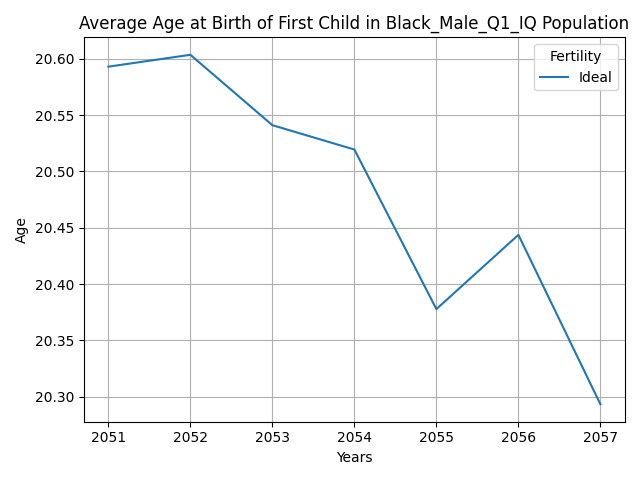 Average Age at Birth of First Child in Black_Male_Q1_IQ Population
Fertility
Ideal
20.60
20.55
20.50
20.45
20.40
20.35
20.30
Age
2051 2052 2053 2054 2055 2056 2057
Years